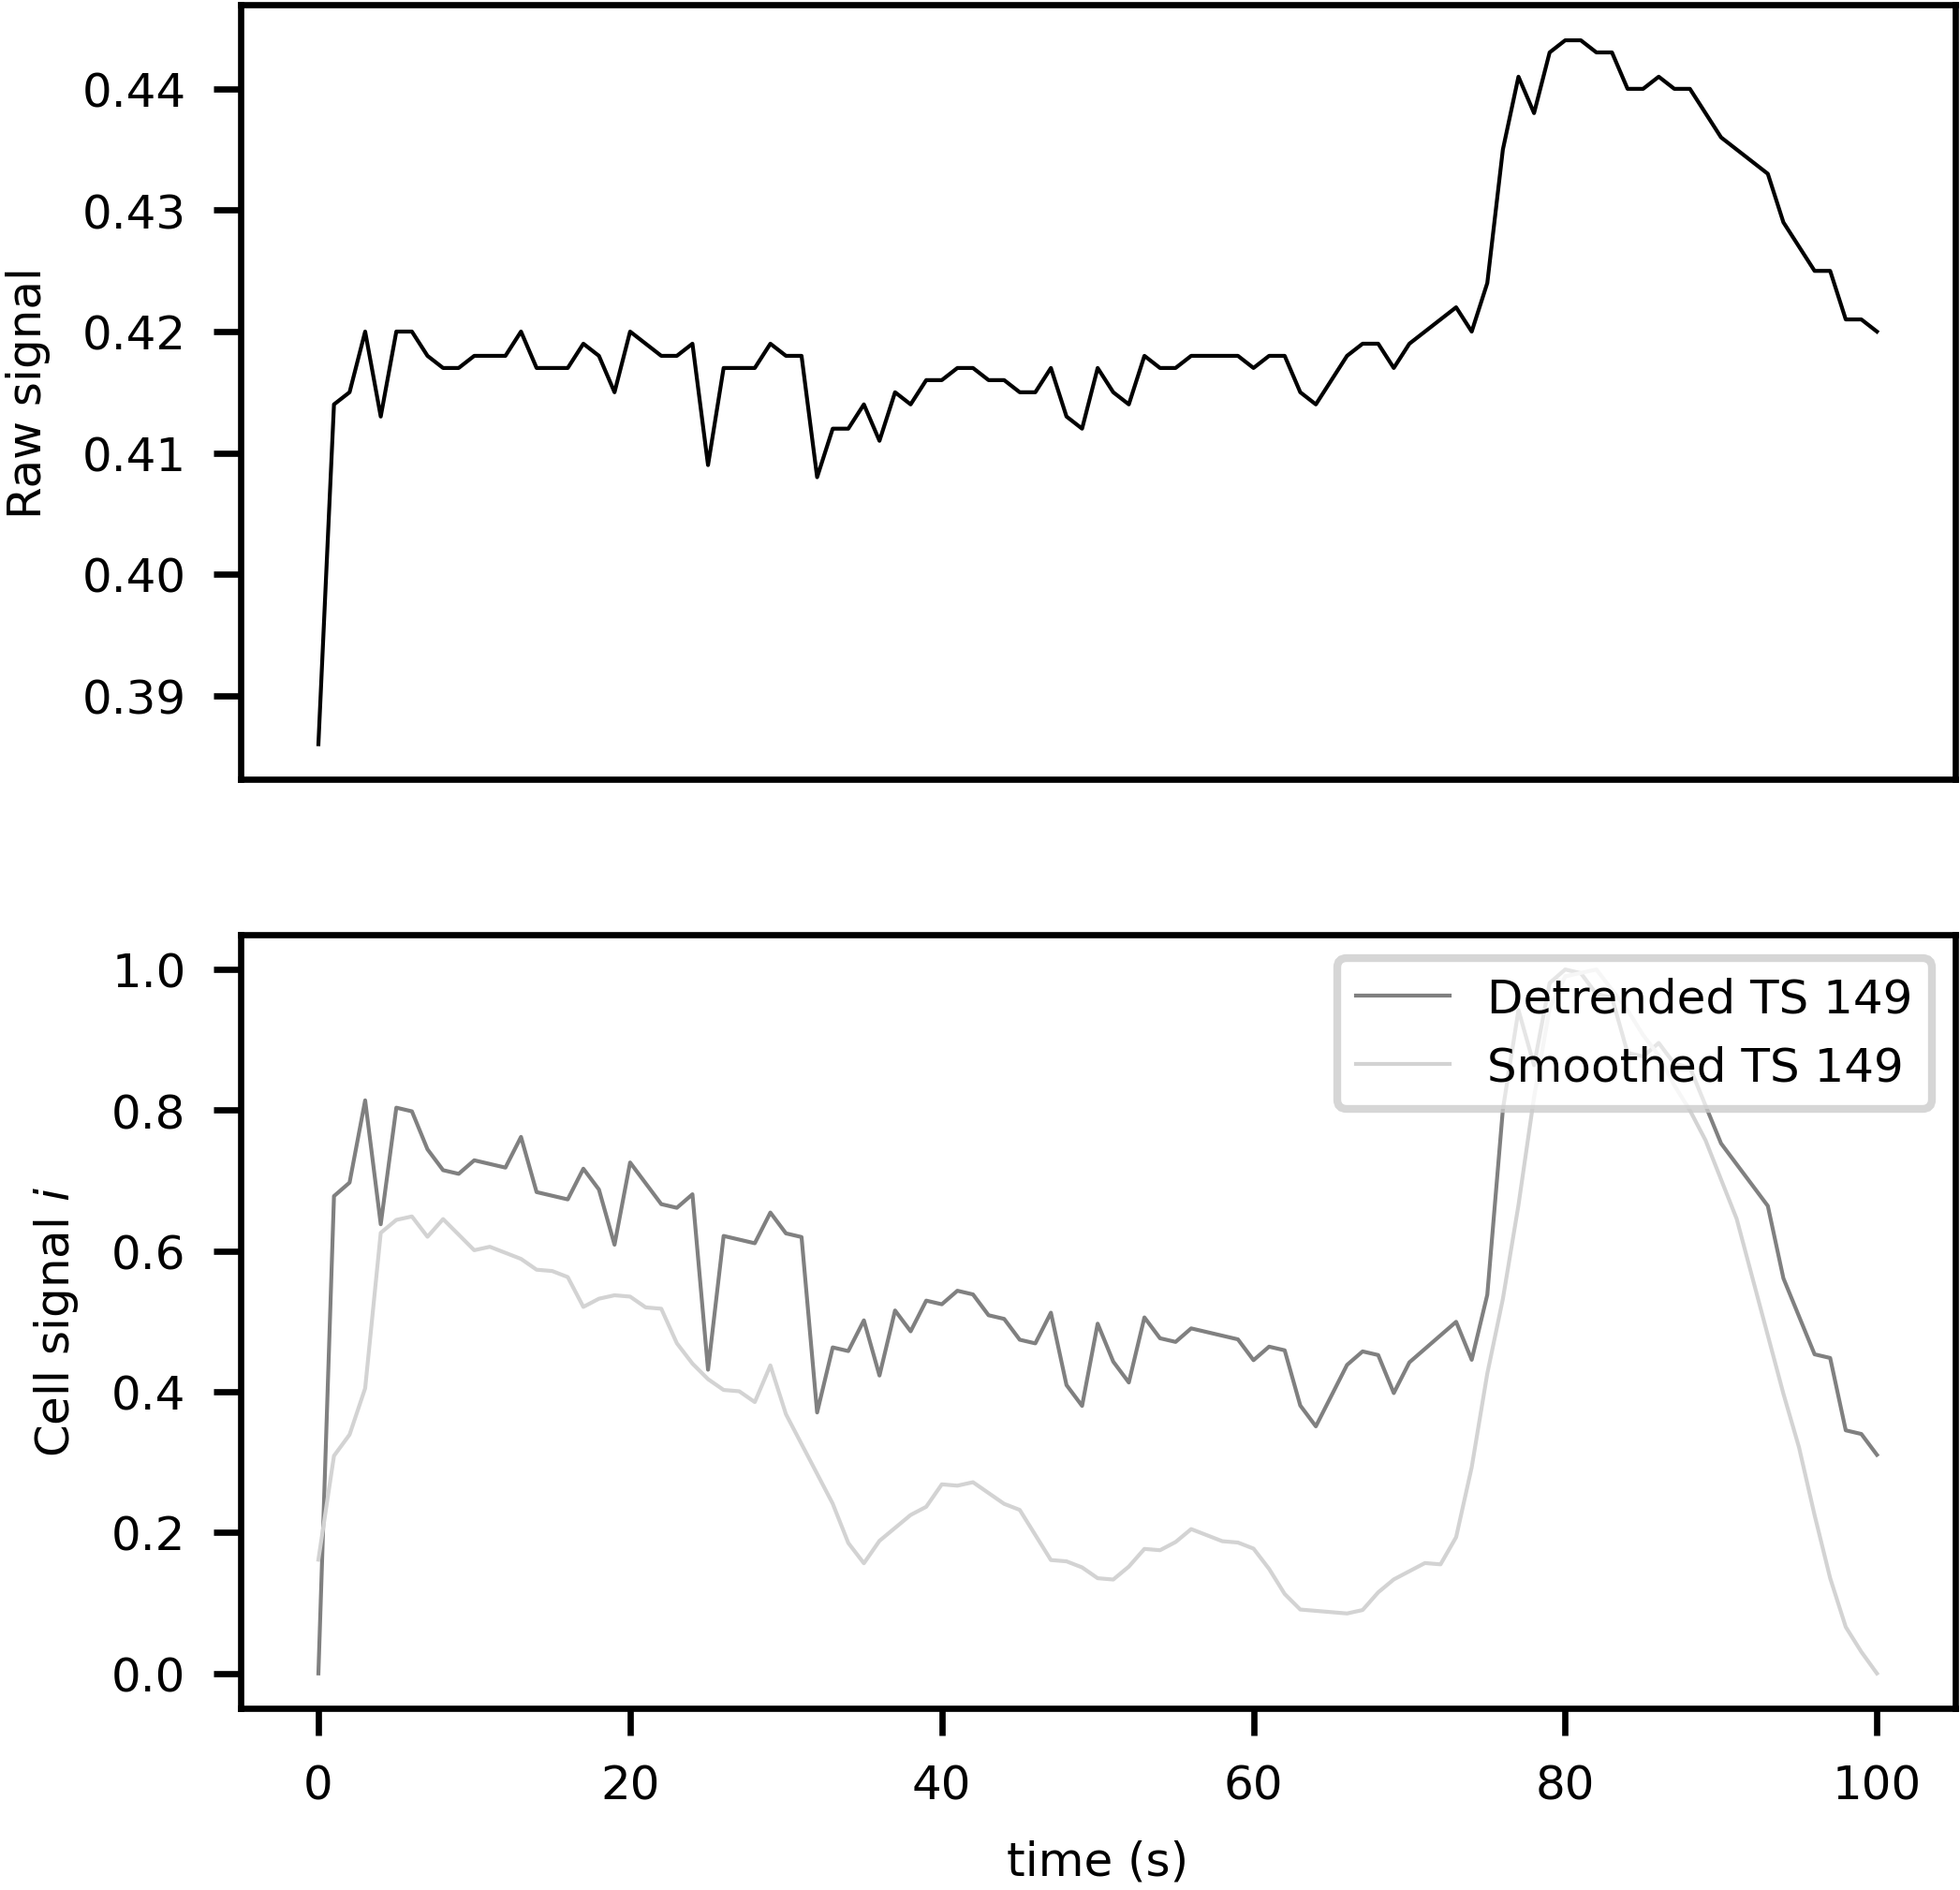 Raw signal
0.44
0.43
0.42
0.41
0.40
0.39
Cell signal i
1.0
0.8
0.6
0.4
0.2
0.0
Detrended TS 149
Smoothed TS 149
0 20 40 60 80 100
time (s)